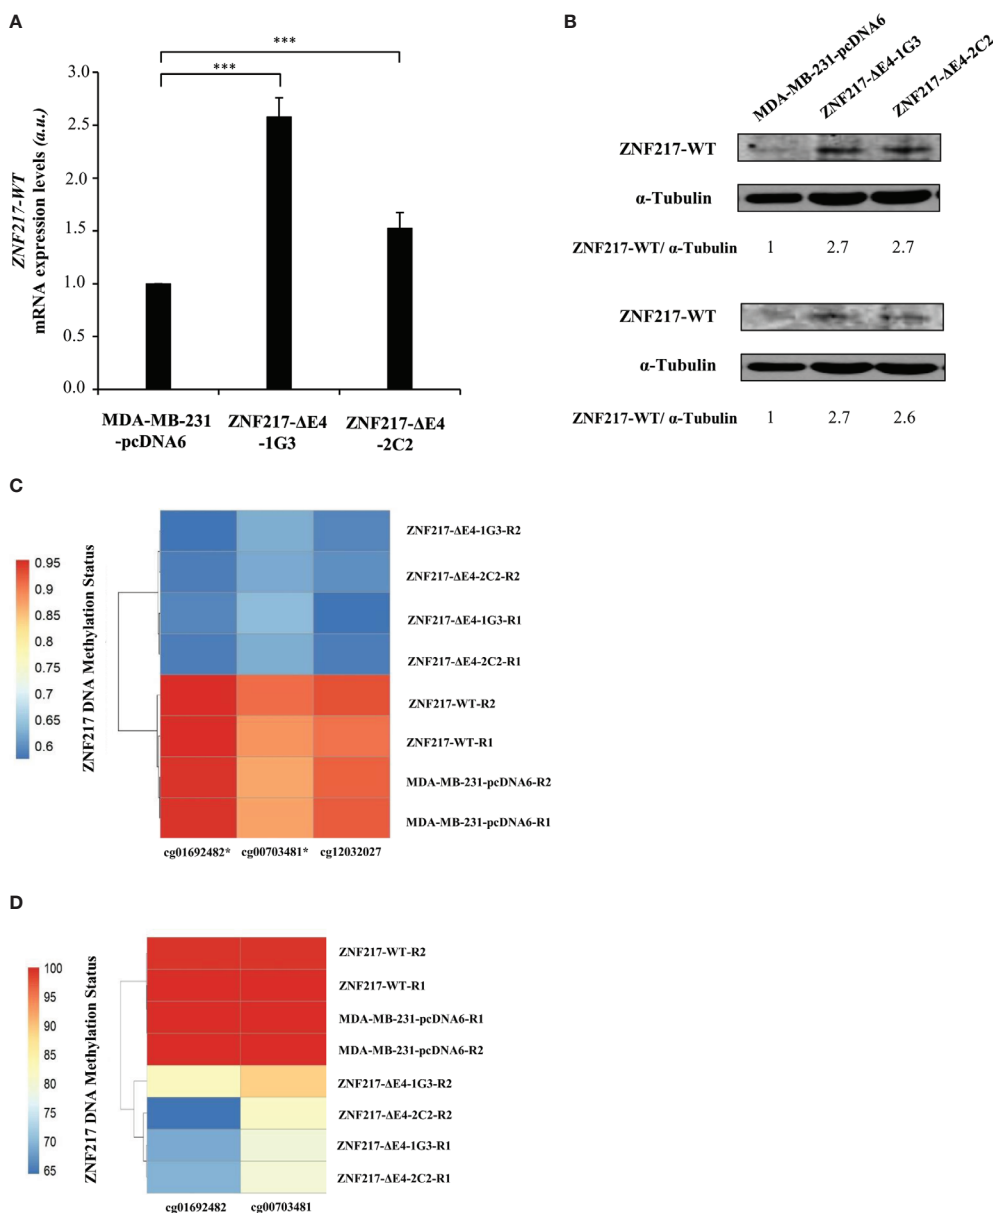 A
***
***
3.0
2.5
2.0
1.5
1.0
0.5
0.0
ZNF217-WT
mRNA expression levels (a.u.)
MDA-MB-231
-pcDNA6
ZNF217-ΔE4
-1G3
ZNF217-ΔE4
-2C2
B
MDA-MB-231-pcDNA6
ZNF217-ΔE4-1G3
ZNF217-ΔE4-2C2
ZNF217-WT
α-Tubulin
ZNF217-WT/ α-Tubulin 1 2.7 2.7
ZNF217-WT
α-Tubulin
ZNF217-WT/ α-Tubulin 1 2.7 2.6
C
0.95
0.9
0.85
0.8
0.75
0.7
0.65
0.6
ZNF217 DNA Methylation Status
ZNF217-ΔE4-1G3-R2
ZNF217-ΔE4-2C2-R2
ZNF217-ΔE4-1G3-R1
ZNF217-ΔE4-2C2-R1
ZNF217-WT-R2
ZNF217-WT-R1
MDA-MB-231-pcDNA6-R2
MDA-MB-231-pcDNA6-R1
cg01692482* cg00703481* cg12032027
D
100
95
90
85
80
75
70
65
ZNF217 DNA Methylation Status
ZNF217-WT-R2
ZNF217-WT-R1
MDA-MB-231-pcDNA6-R1
MDA-MB-231-pcDNA6-R2
ZNF217-ΔE4-1G3-R2
ZNF217-ΔE4-2C2-R2
ZNF217-ΔE4-1G3-R1
ZNF217-ΔE4-2C2-R1
cg01692482 cg00703481